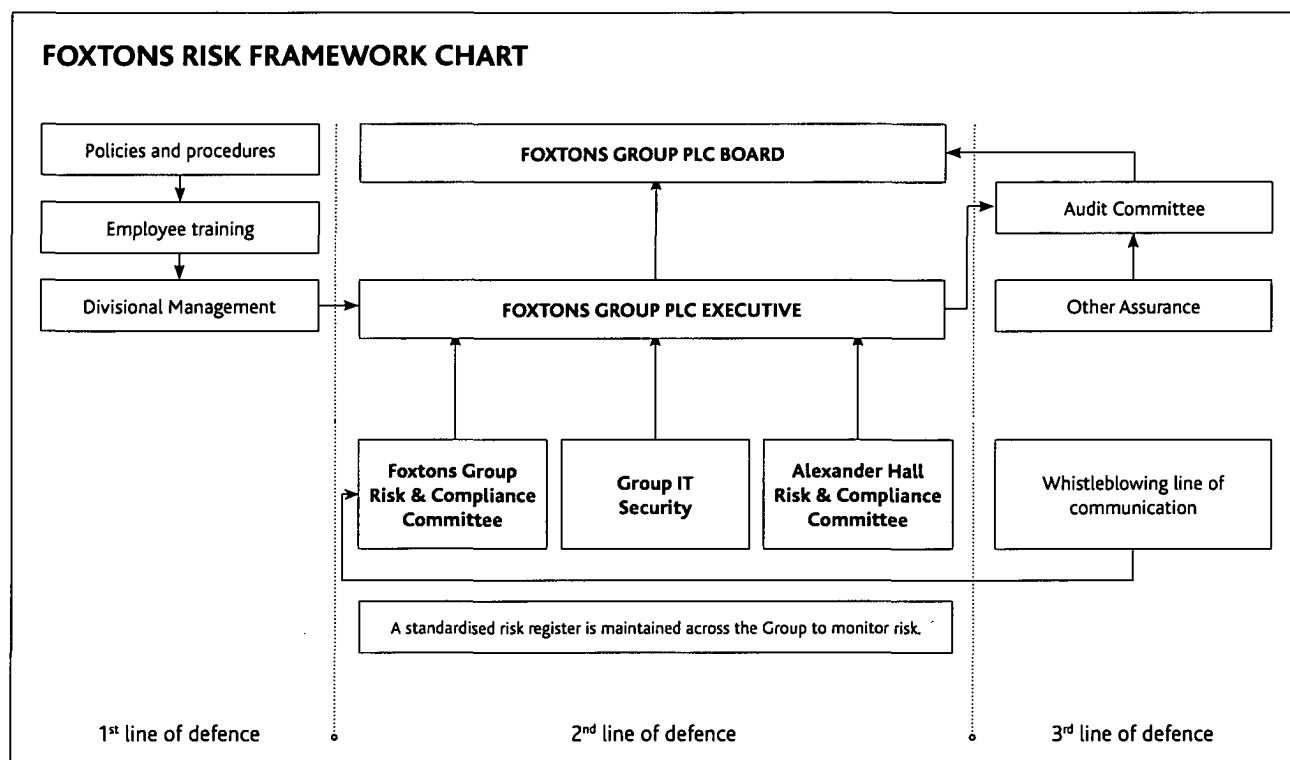 FOXTONS RISK FRAMEWORK CHART
Policies and procedures
Employee training
Divisional Management
FOXTONS GROUP PLC BOARD
FOXTONS GROUP PLC EXECUTIVE
Foxtons Group
Risk & Compliance
Committee
Group IT
Security
Alexander Hall
Risk & Compliance
Committee
A standardised risk register is maintained across the Group to monitor risk.
Audit Committee
Other Assurance
Whistleblowing line of
communication
1st line of defence
2nd line of defence
3rd line of defence